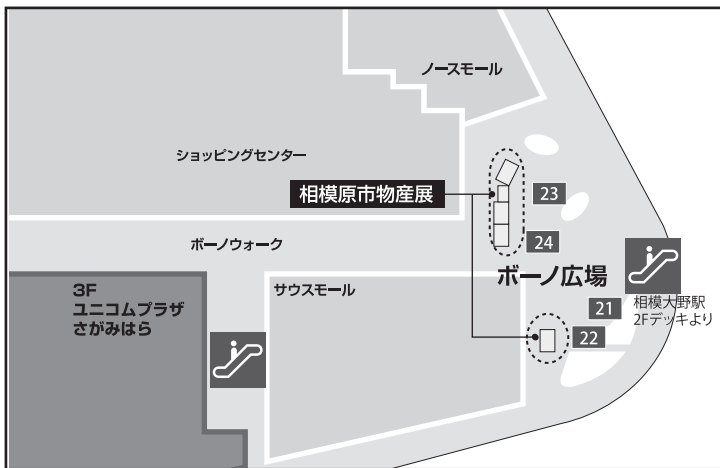 ノースモール
ショッピングセンター
相模原市物産展
23
24
ボーノウォーク
ボーノ広場
3F
ユニコムプラザ
さがみはら
サウスモール
21
相模大野駅
2Fデッキより
22